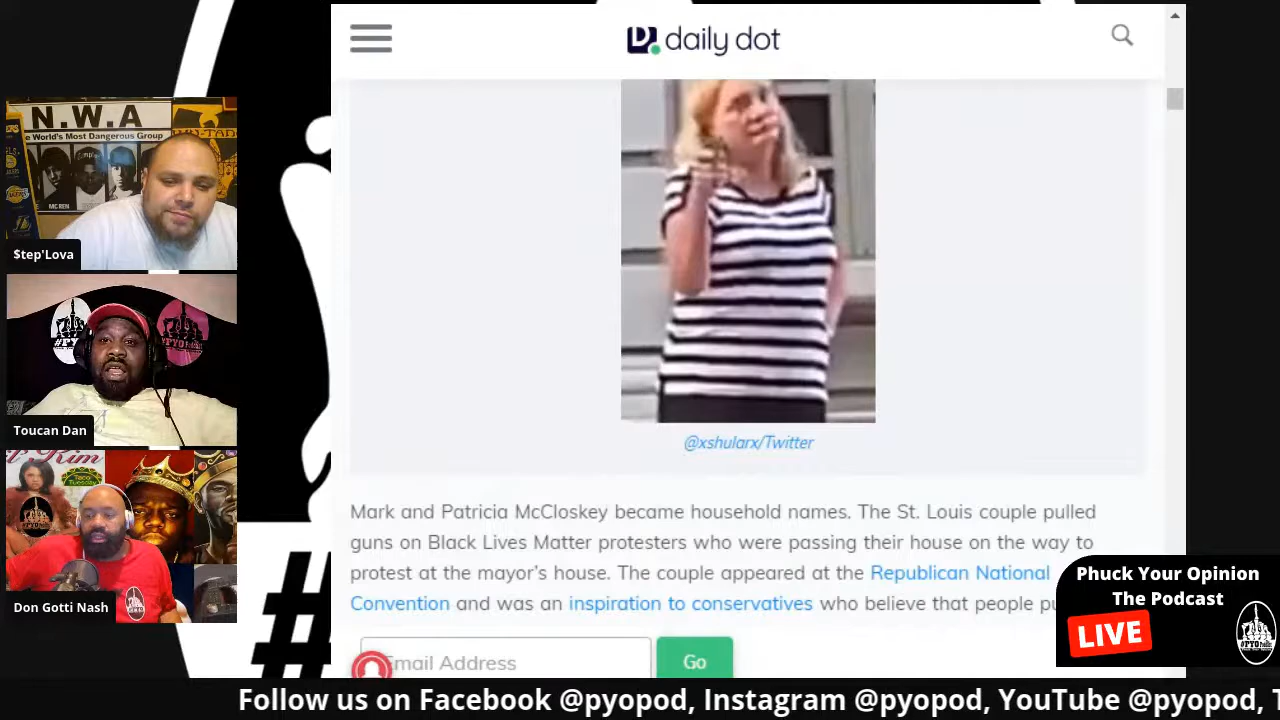 daily dot
N.W.A
e World's Most Dangerous Group
MC REN
$tep'Lova
Toucan Dan
Taco
Tuesday
Don Gotti Nash
@xshularx/Twitter
Mark and Patricia McCloskey became household names. The St. Louis couple pulled
guns on Black Lives Matter protesters who were passing their house on the way to
protest at the mayor's house. The couple appeared at the Republican National
Convention and was an inspiration to conservatives who believe that people pu
Email Address
Go
#
Phuck Your Opinion
The Podcast
LIVE
Follow us on Facebook @pyopod, Instagram @pyopod, YouTube @pyopod, T